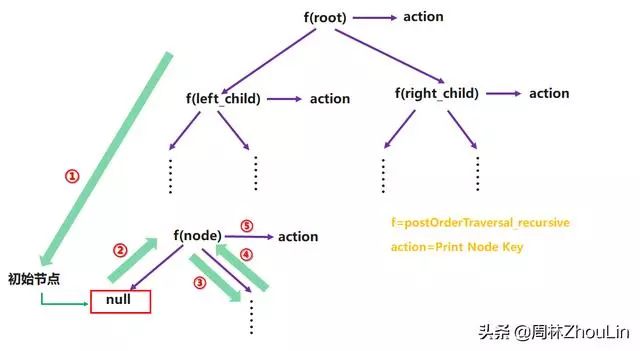 f(root)
action
f(left_child)
action
f(right_child)
action
①
②
f(node)
⑤
action
④
③
f=postOrderTraversal_recursive
action=Print Node Key
初始节点
null
头条 @周林ZhouLin